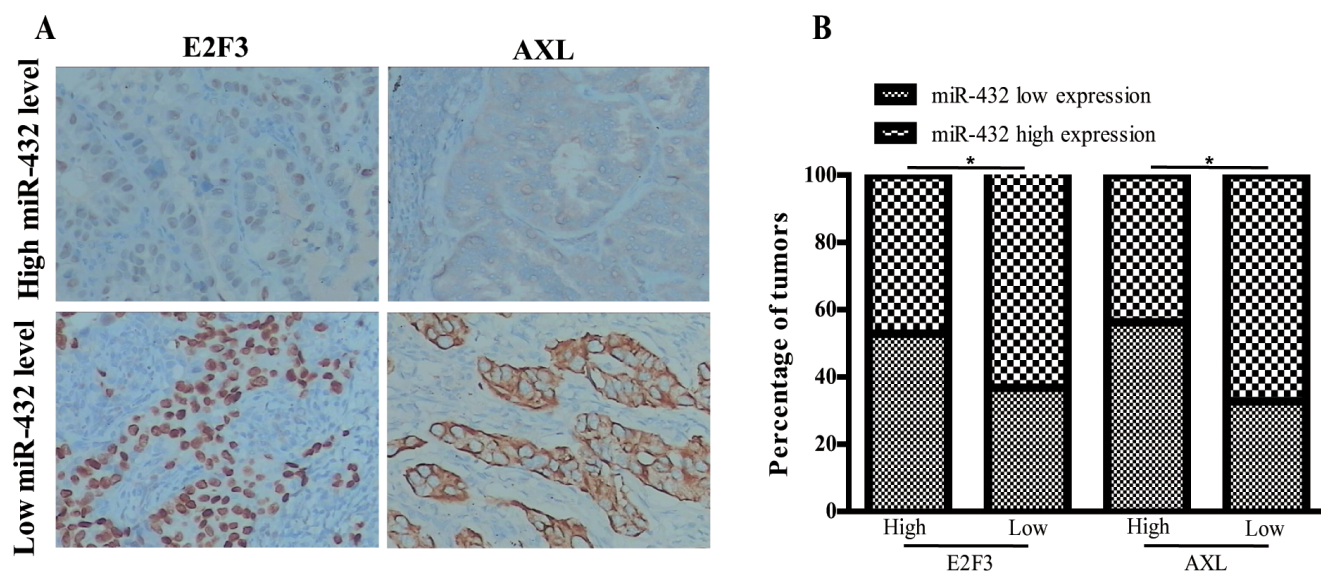 A
E2F3
AXL
High miR-432 level
Low miR-432 level
B
miR-432 low expression
miR-432 high expression
*
*
Percentage of tumors
100
80
60
40
20
0
High
Low
High
Low
E2F3
AXL